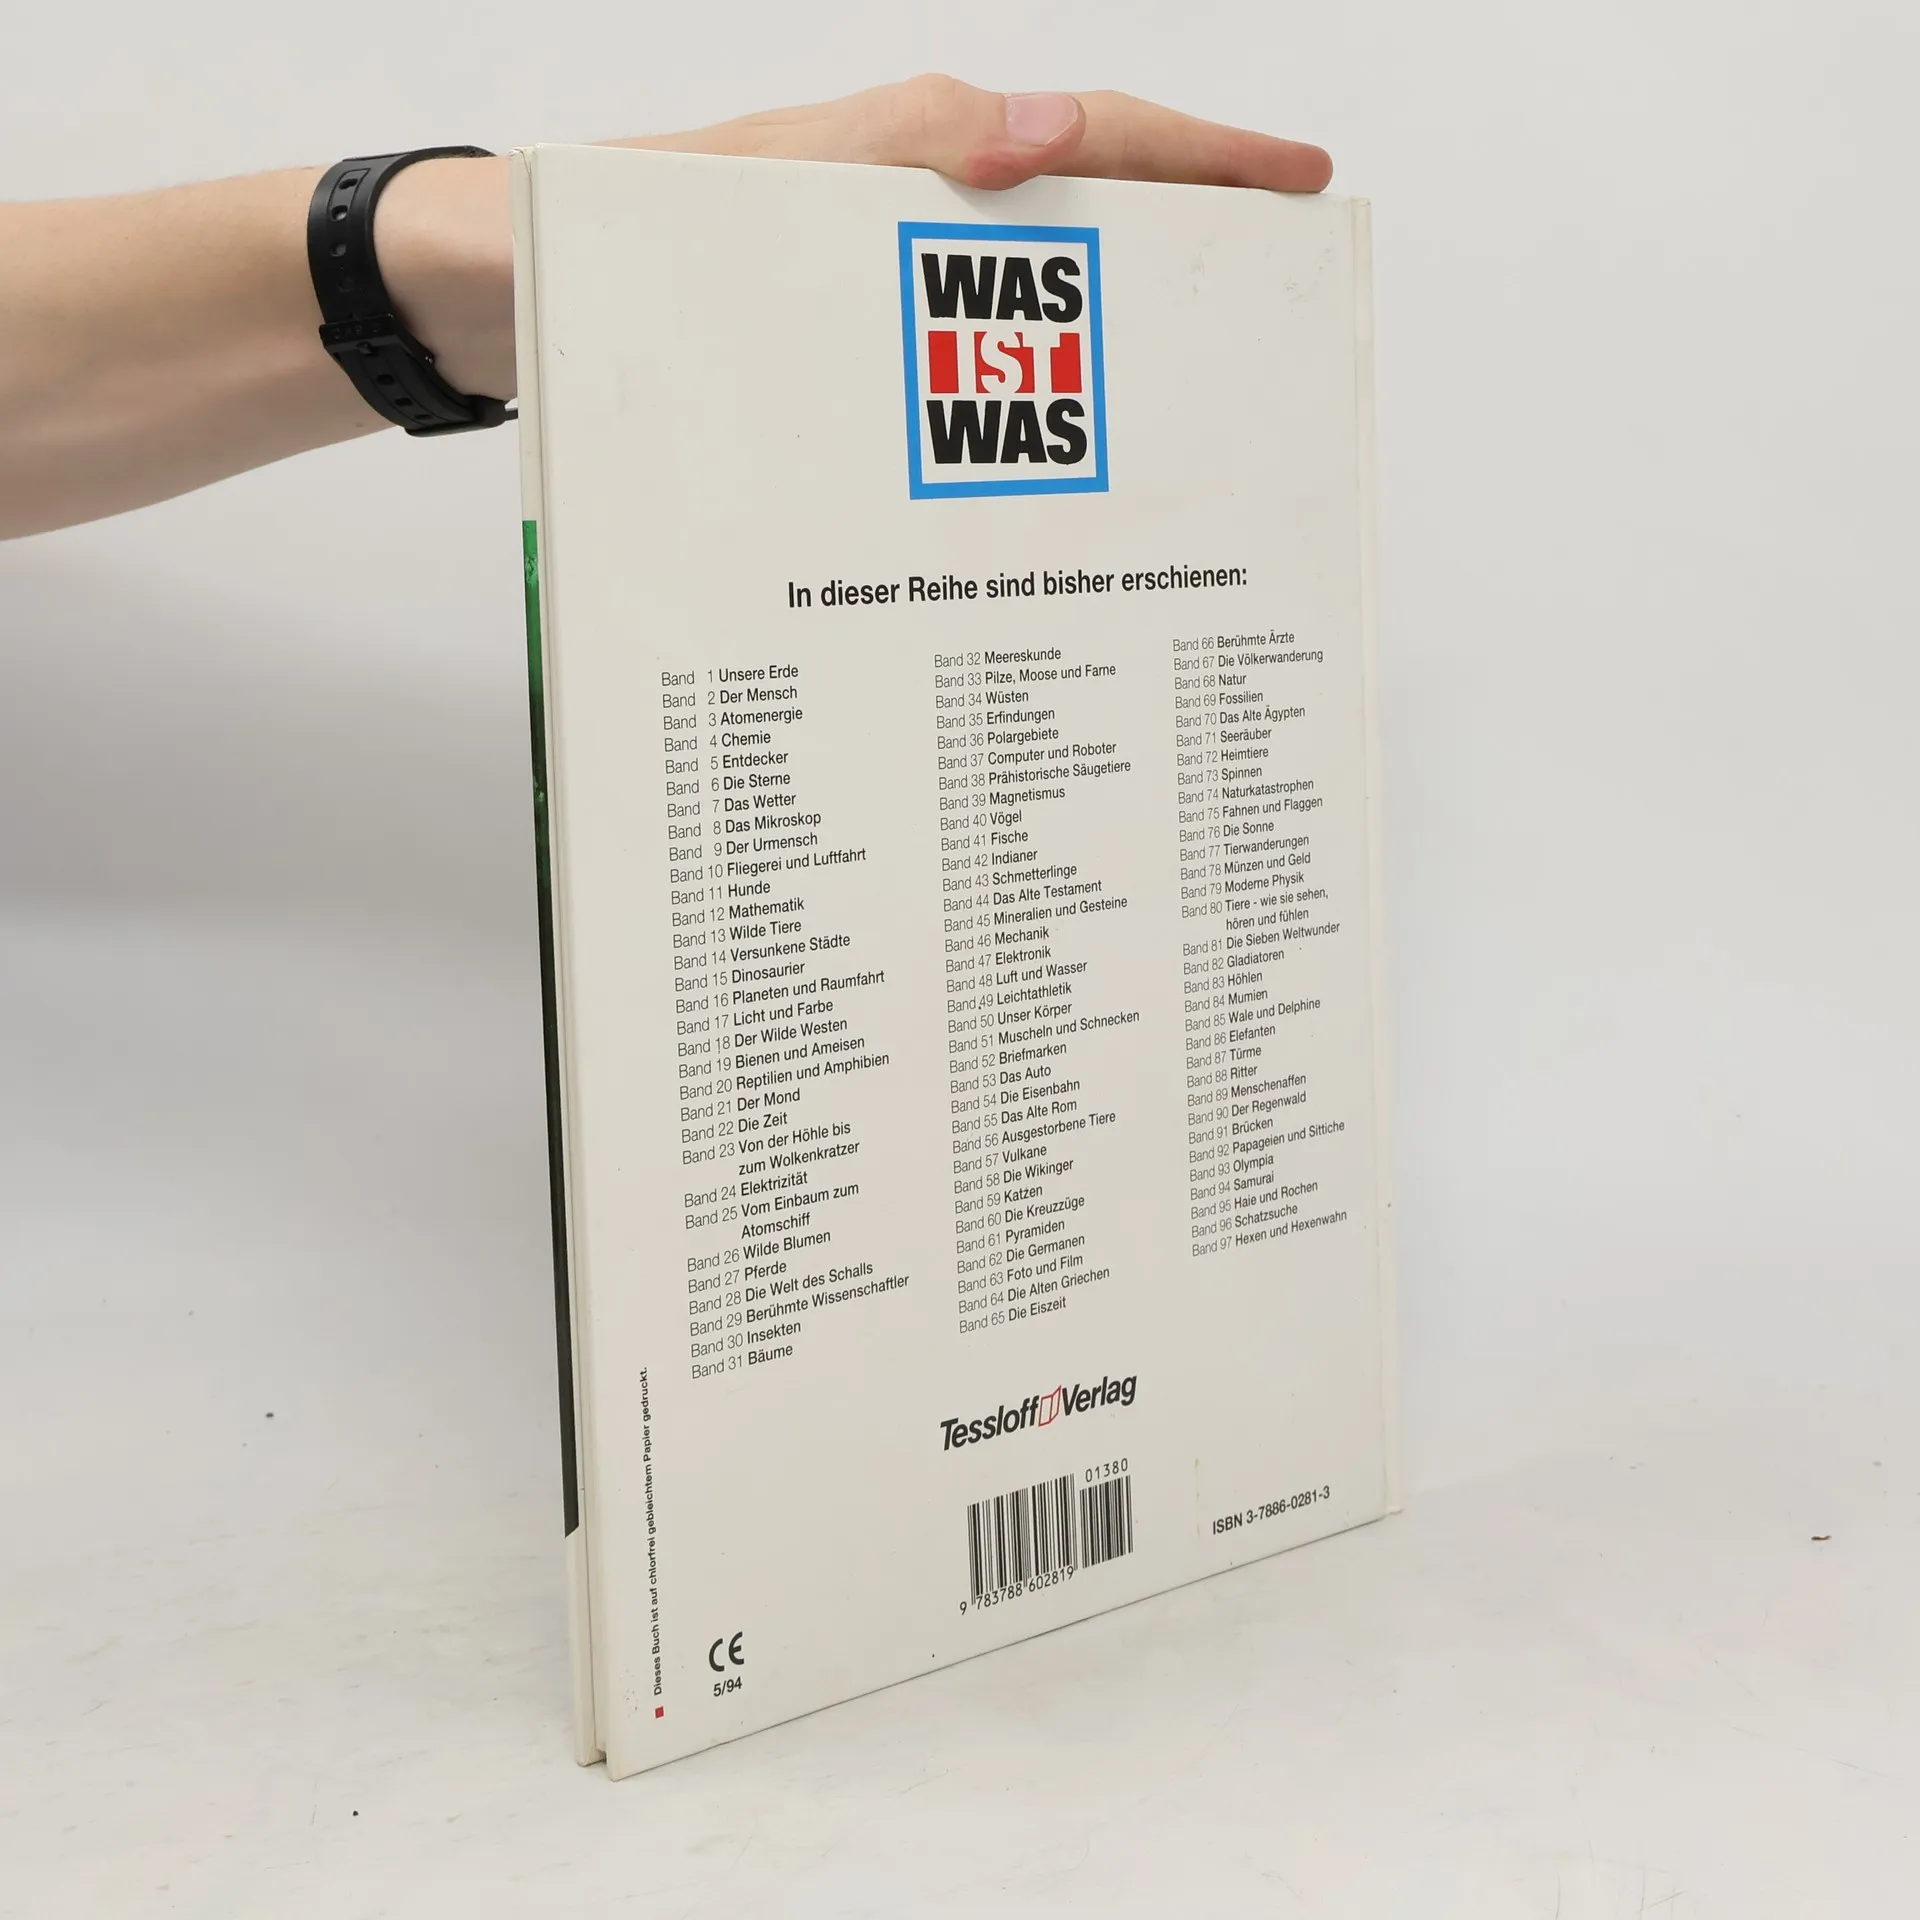 WAS
IST
WAS
In dieser Reihe sind bisher erschienen:
Band 1 Unsere Erde
Band 2 Der Mensch
Band 3 Atomenergie
Band 4 Chemie
Band 5 Entdecker
Band 6 Die Sterne
Band 7 Das Wetter
Band 8 Das Mikroskop
Band 9 Der Urmensch
Band 10 Fliegerei und Luftfahrt
Band 11 Hunde
Band 12 Mathematik
Band 13 Wilde Tiere
Band 14 Versunkene Städte
Band 15 Dinosaurier
Band 16 Planeten und Raumfahrt
Band 17 Licht und Farbe
Band 18 Der Wilde Westen
Band 19 Bienen und Ameisen
Band 20 Reptilien und Amphibien
Band 21 Der Mond
Band 22 Die Zeit
Band 23 Von der Höhle bis
zum Wolkenkratzer
Band 24 Elektrizität
Band 25 Vom Einbaum zum
Atomschiff
Band 26 Wilde Blumen
Band 27 Pferde
Band 28 Die Welt des Schalls
Band 29 Berühmte Wissenschaftler
Band 30 Insekten
Band 31 Bäume
Band 32 Meereskunde
Band 33 Pilze, Moose und Farne
Band 34 Wüsten
Band 35 Erfindungen
Band 36 Polargebiete
Band 37 Computer und Roboter
Band 38 Prähistorische Säugetiere
Band 39 Magnetismus
Band 40 Vögel
Band 41 Fische
Band 42 Indianer
Band 43 Schmetterlinge
Band 44 Das Alte Testament
Band 45 Mineralien und Gesteine
Band 46 Mechanik
Band 47 Elektronik
Band 48 Luft und Wasser
Band 49 Leichtathletik
Band 50 Unser Körper
Band 51 Muscheln und Schnecken
Band 52 Briefmarken
Band 53 Das Auto
Band 54 Die Eisenbahn
Band 55 Das Alte Rom
Band 56 Ausgestorbene Tiere
Band 57 Vulkane
Band 58 Die Wikinger
Band 59 Katzen
Band 60 Die Kreuzzüge
Band 61 Pyramiden
Band 62 Die Germanen
Band 63 Foto und Film
Band 64 Die Alten Griechen
Band 65 Die Eiszeit
Band 66 Berühmte Ärzte
Band 67 Die Völkerwanderung
Band 68 Natur
Band 69 Fossilien
Band 70 Das Alte Ägypten
Band 71 Seeräuber
Band 72 Heimtiere
Band 73 Spinnen
Band 74 Naturkatastrophen
Band 75 Fahnen und Flaggen
Band 76 Die Sonne
Band 77 Tierwanderungen
Band 78 Münzen und Geld
Band 79 Moderne Physik
Band 80 Tiere - wie sie sehen,
hören und fühlen
Band 81 Die Sieben Weltwunder
Band 82 Gladiatoren
Band 83 Höhlen
Band 84 Mumien
Band 85 Wale und Delphine
Band 86 Elefanten
Band 87 Türme
Band 88 Ritter
Band 89 Menschenaffen
Band 90 Der Regenwald
Band 91 Brücken
Band 92 Papageien und Sittiche
Band 93 Olympia
Band 94 Samurai
Band 95 Haie und Rochen
Band 96 Schatzsuche
Band 97 Hexen und Hexenwahn
Tessloff Verlag
01380
9 783788 602819
ISBN 3-7886-0281-3
CE
5/94
Dieses Buch ist auf chlorfrei gebleichtem Papier gedruckt.